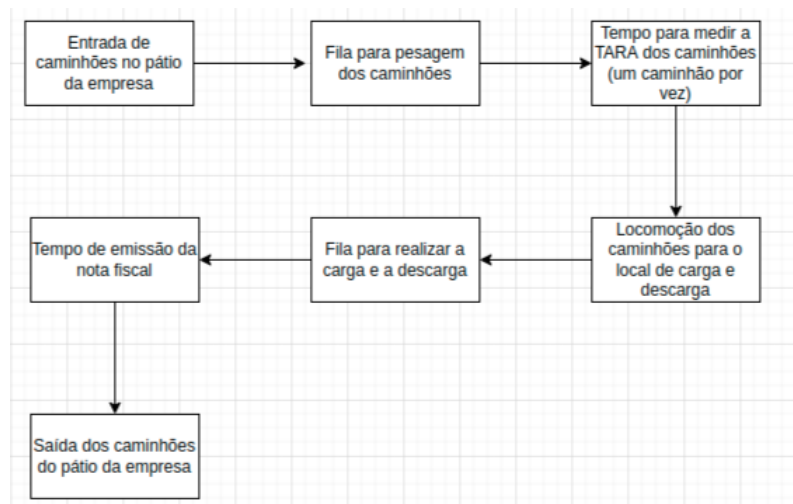 Entrada de
caminhões no pátio
da empresa
Fila para pesagem
dos caminhões
Tempo para medir a
TARA dos caminhões
(um caminhão por
vez)
Locomoção dos
caminhões para o
local de carga e
descarga
Fila para realizar a
carga e a descarga
Tempo de emissão da
nota fiscal
Saída dos caminhões
do pátio da empresa